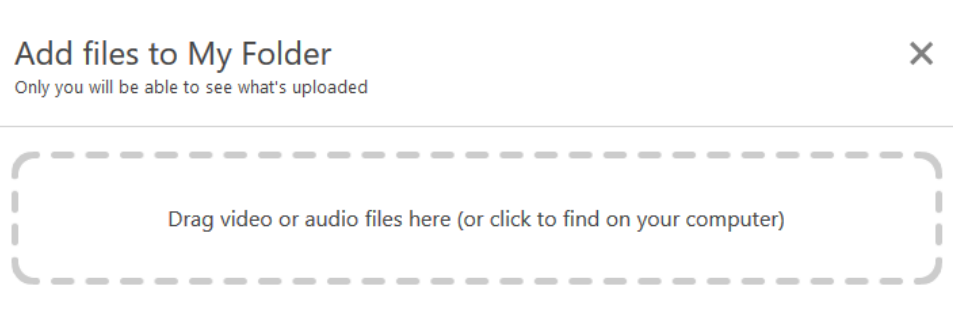 Add files to My Folder
Only you will be able to see what's uploaded
Drag video or audio files here (or click to find on your computer)